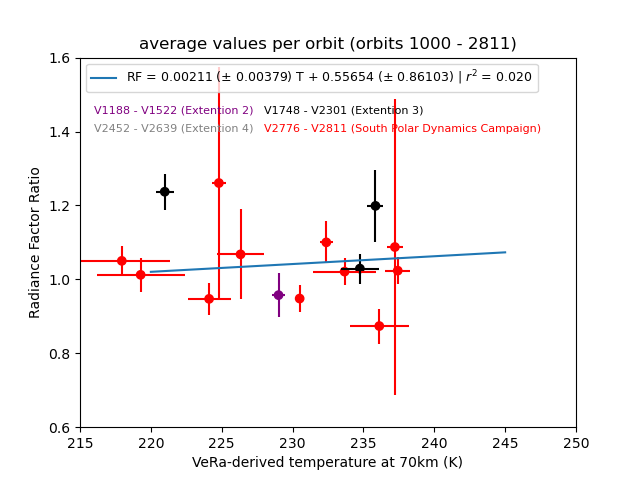 average values per orbit (orbits 1000 - 2811)
RF = 0.00211 (± 0.00379) T + 0.55654 (± 0.86103) | r² = 0.020
V1188 - V1522 (Extention 2) V1748 - V2301 (Extention 3)
V2452 - V2639 (Extention 4) V2776 - V2811 (South Polar Dynamics Campaign)
1.6
1.4
1.2
1.0
0.8
0.6
Radiance Factor Ratio
215 220 225 230 235 240 245 250
VeRa-derived temperature at 70km (K)